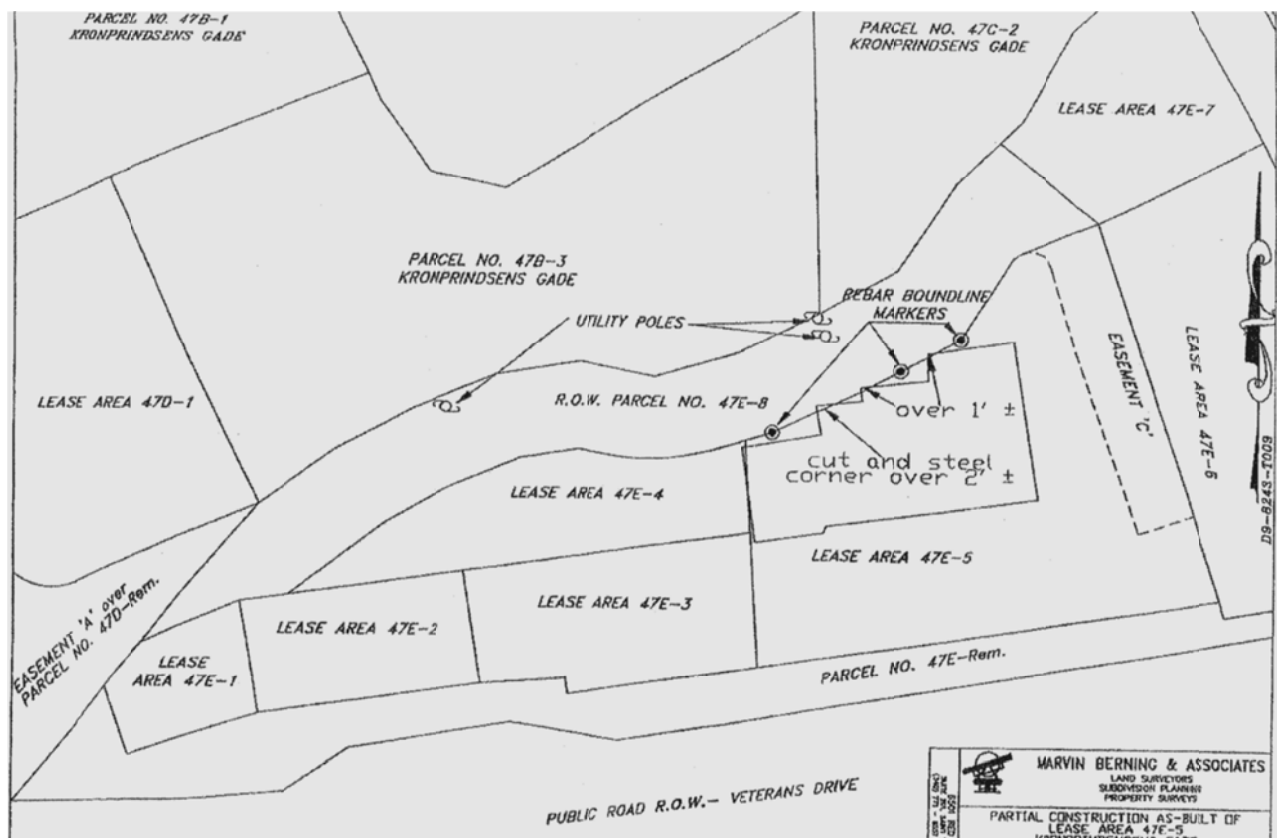 PARCEL NO. 47B-1
KRONPRINDSENS GADE
PARCEL NO. 47C-2
KRONPRINDSENS GADE
LEASE AREA 47E-7
PARCEL NO. 47B-3
KRONPRINDSENS GADE
REBAR BOUNDLINE
MARKERS
UTILITY POLES
LEASE AREA 47D-1
R.O.W. PARCEL NO. 47E-8
over 1' ±
EASEMENT 'C'
LEASE AREA 47E-6
cut and steel
corner over 2' ±
LEASE AREA 47E-4
LEASE AREA 47E-5
D9-8243-T009
LEASE AREA 47E-3
LEASE AREA 47E-2
EASEMENT 'A' over
PARCEL NO. 47D-Rem.
LEASE
AREA 47E-1
PARCEL NO. 47E-Rem.
PUBLIC ROAD R.O.W.- VETERANS DRIVE
MARVIN BERNING & ASSOCIATES
LAND SURVEYORS
SUBDIVISION PLANNING
PROPERTY SURVEYS
PARTIAL CONSTRUCTION AS-BUILT OF
LEASE AREA 47E-5